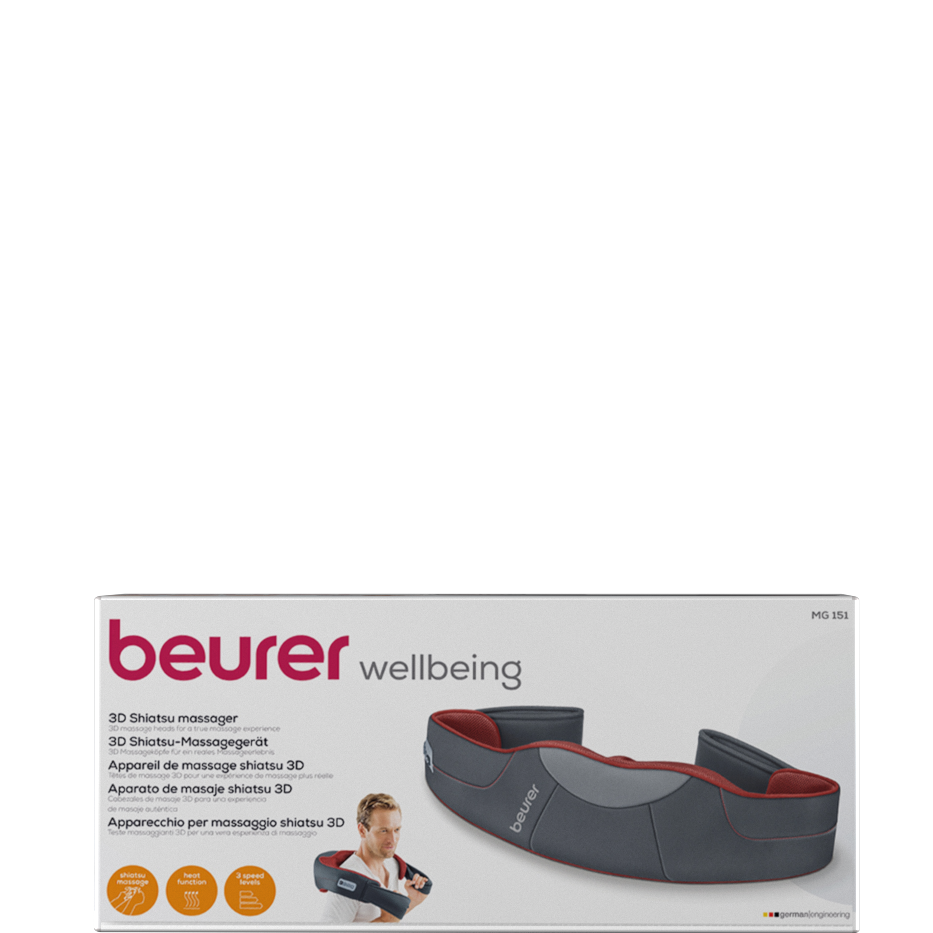 beurer wellbeing
MG 151
3D Shiatsu massager
3D massage heads for a true massage experience
3D Shiatsu-Massagegerät
3D Massageköpfe für ein reales Massageerlebnis
Appareil de massage shiatsu 3D
Têtes de massage 3D pour une expérience de massage plus réelle
Aparato de masaje shiatsu 3D
Cabezales de masaje 3D para una experiencia
de masaje auténtica
Apparecchio per massaggio shiatsu 3D
Teste massaggianti 3D per una vera esperienza di massaggio
shiatsu
massage
heat
function
3 speed
levels
beurer
german|engineering